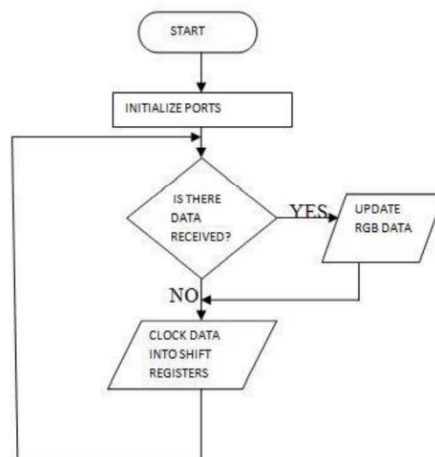 START
INITIALIZE PORTS
IS THERE
DATA
RECEIVED?
YES
UPDATE
RGB DATA
NO
CLOCK DATA
INTO SHIFT
REGISTERS